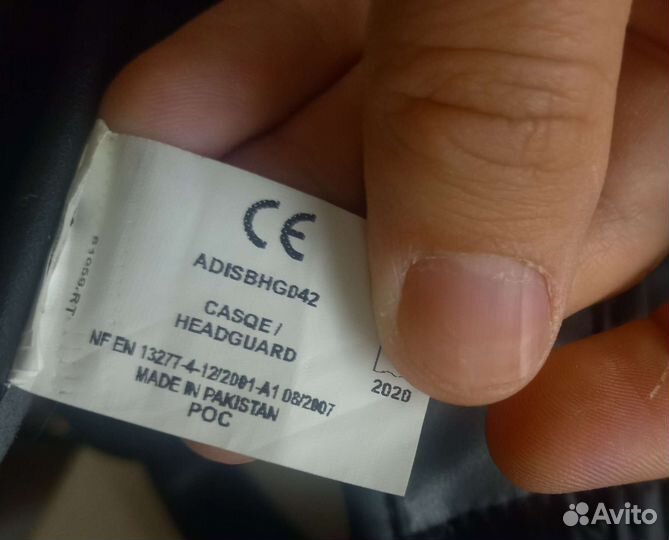 CE
ADISBHG042
CASQE /
HEADGUARD
NF EN 13277-4-12/2001-A1 08/2007
MADE IN PAKISTAN
POC
2020
Avito